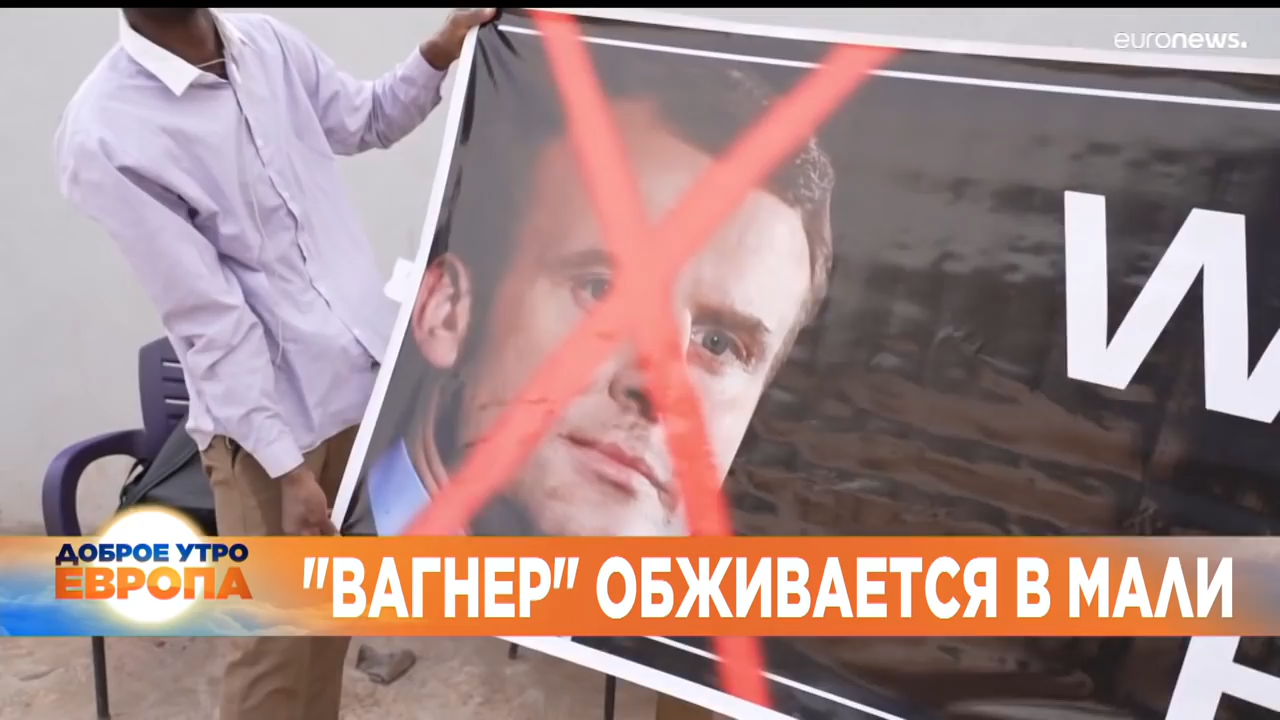 euronews.
W
ДОБРОЕ УТРО
ЕВРОПА
"ВАГНЕР" ОБЖИВАЕТСЯ В МАЛИ